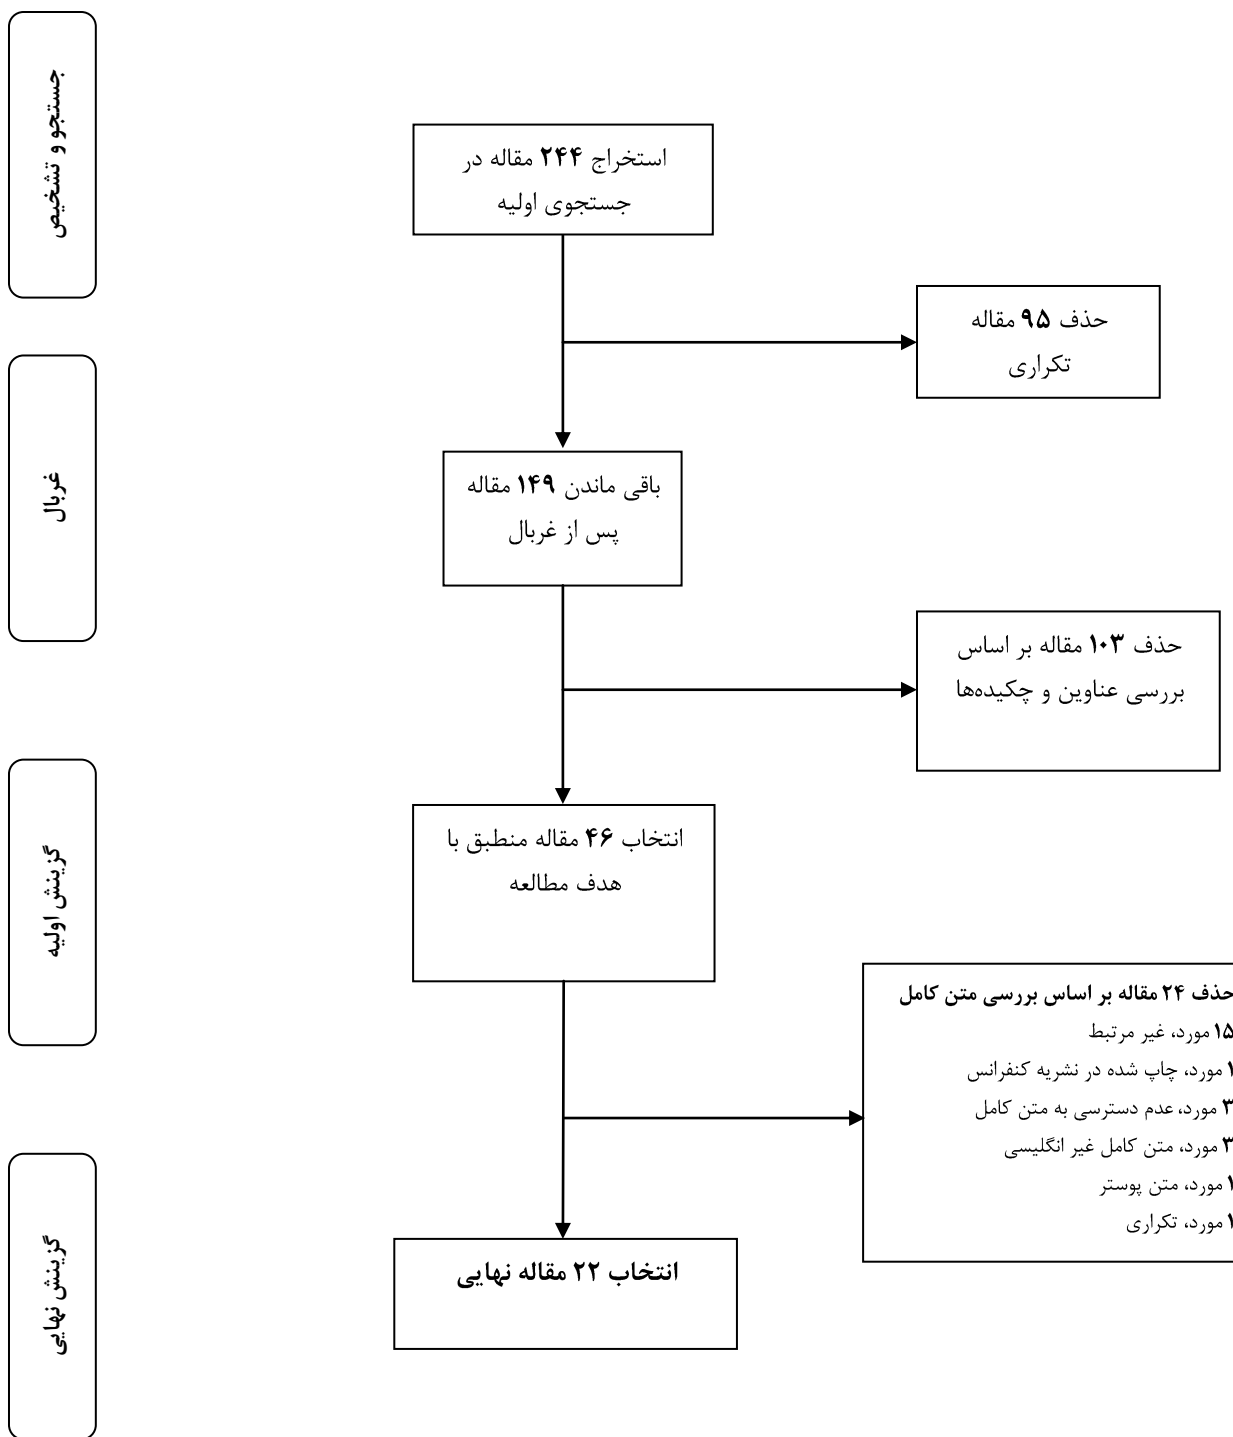 جستجو و تشخیص
استخراج ۲۴۴ مقاله در
جستجوی اولیه
حذف ۹۵ مقاله
تکراری
غربال
باقی ماندن ۱۴۹ مقاله
پس از غربال
حذف ۱۰۳ مقاله بر اساس
بررسی عناوین و چکیده‌ها
گزینش اولیه
انتخاب ۴۶ مقاله منطبق با
هدف مطالعه
حذف ۲۴ مقاله بر اساس بررسی متن کامل
۱۵ مورد، غیر مرتبط
۱ مورد، چاپ شده در نشریه کنفرانس
۳ مورد، عدم دسترسی به متن کامل
۳ مورد، متن کامل غیر انگلیسی
۱ مورد، متن پوستر
۱ مورد، تکراری
گزینش نهایی
انتخاب ۲۲ مقاله نهایی